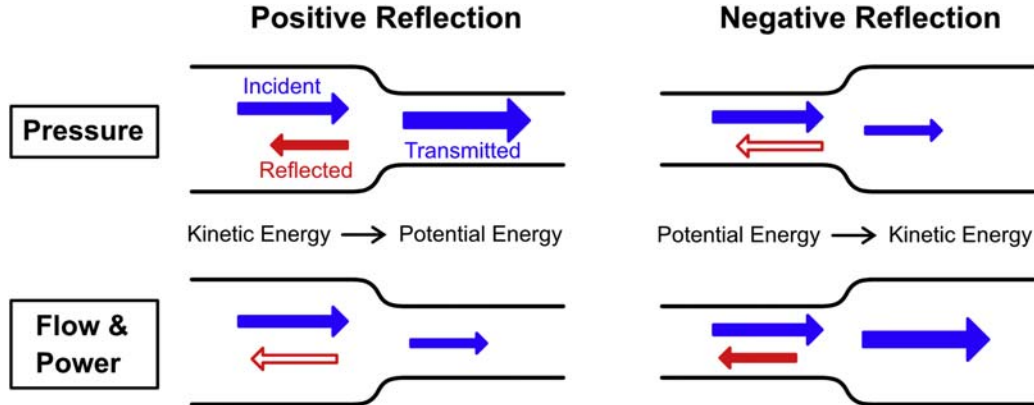 Positive Reflection
Negative Reflection
Pressure
Incident
Transmitted
Reflected
Kinetic Energy → Potential Energy
Potential Energy → Kinetic Energy
Flow &
Power